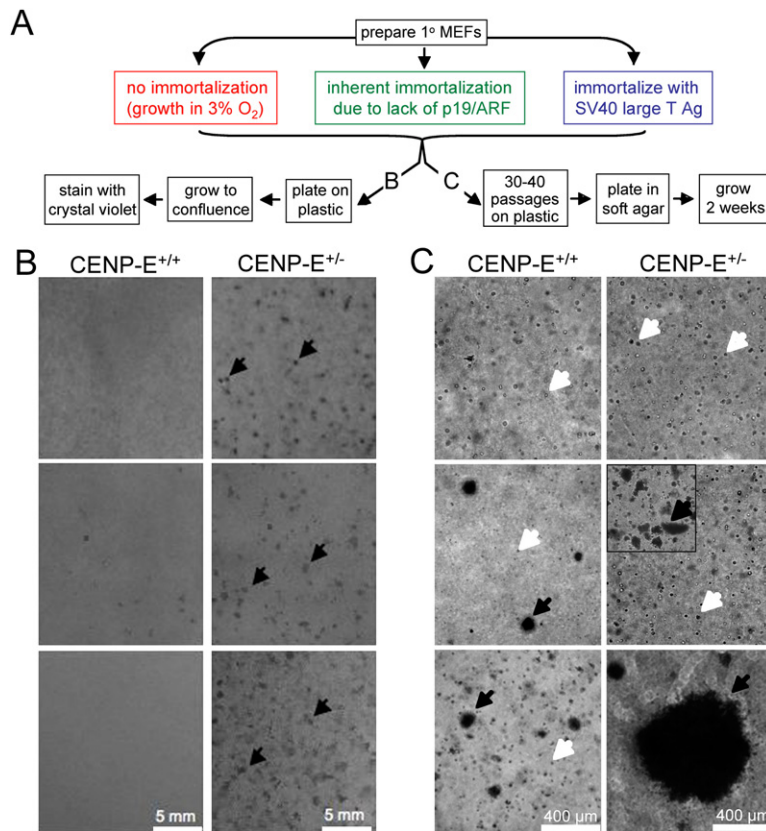 A
prepare 1º MEFs
no immortalization
(growth in 3% O₂)
inherent immortalization
due to lack of p19/ARF
immortalize with
SV40 large T Ag
B
C
stain with
crystal violet
grow to
confluence
plate on
plastic
30-40
passages
on plastic
plate in
soft agar
grow
2 weeks
B
CENP-E+/+
CENP-E+/-
5 mm
5 mm
C
CENP-E+/+
CENP-E+/-
400 µm
400 µm